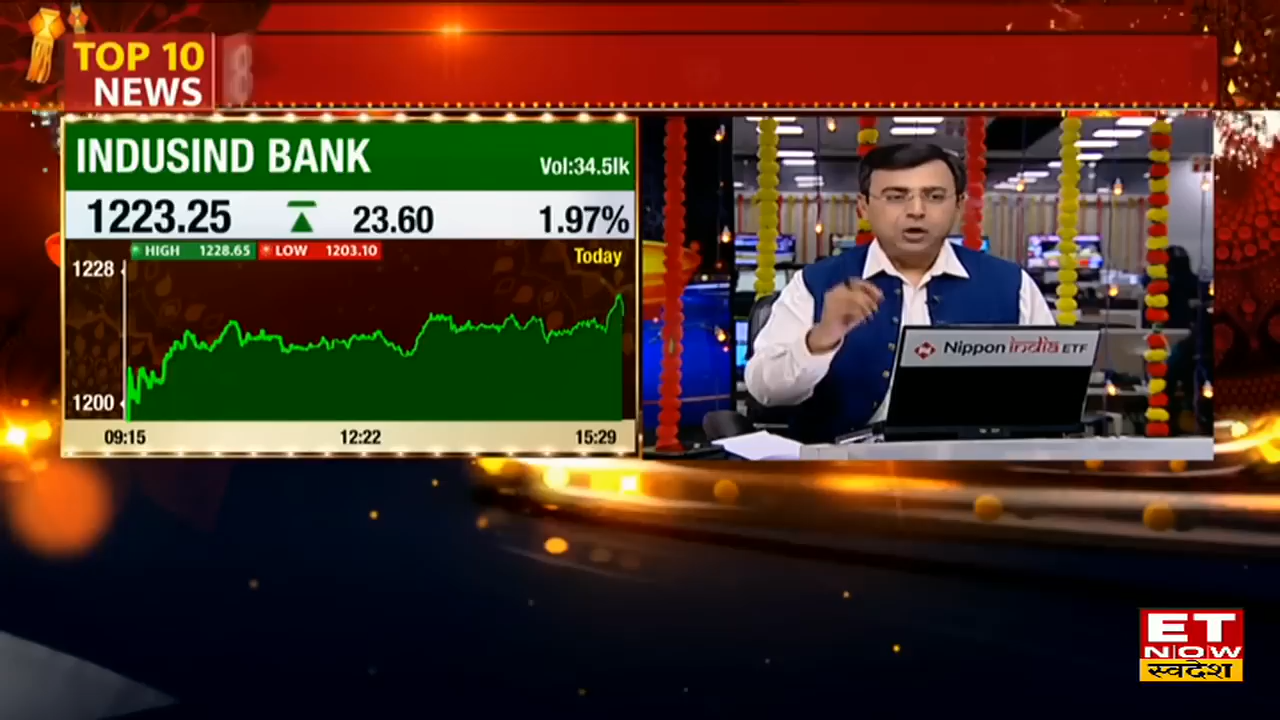 TOP 10
NEWS
8
INDUSIND BANK
Vol:34.5lk
1223.25
23.60
1.97%
HIGH 1228.65
LOW 1203.10
Today
1228
1200
09:15
12:22
15:29
Nippon india ETF
ET
NOW
स्वदेश